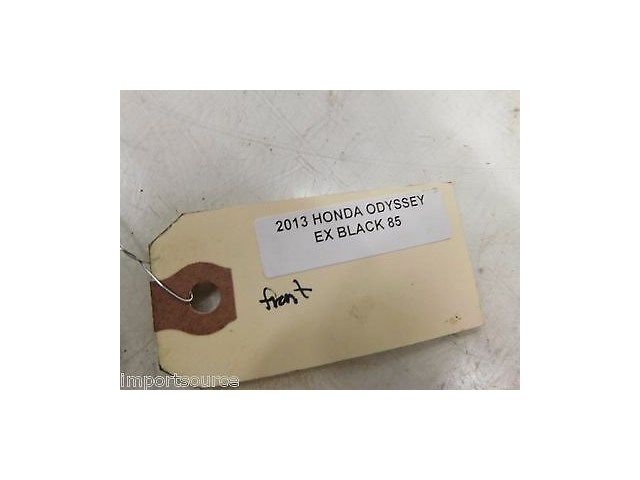 2013 HONDA ODYSSEY
EX BLACK 85
front
importsource